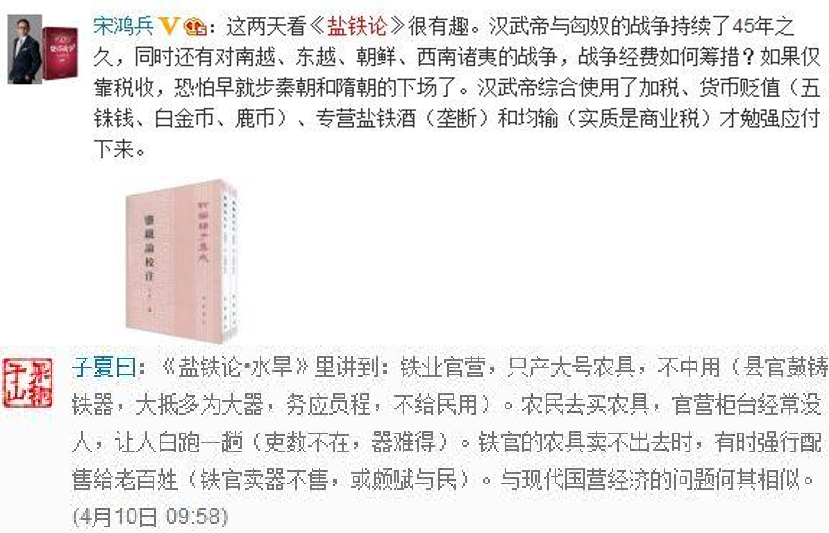 宋鸿兵：这两天看《盐铁论》很有趣。汉武帝与匈奴的战争持续了45年之
久，同时还有对南越、东越、朝鲜、西南诸夷的战争，战争经费如何筹措？如果仅
靠税收，恐怕早就步秦朝和隋朝的下场了。汉武帝综合使用了加税、货币贬值（五
铢钱、白金币、鹿币）、专营盐铁酒（垄断）和均输（实质是商业税）才勉强应付
下来。
新编諸子集成
鹽鐵論校注
子夏曰：《盐铁论·水旱》里讲到：铁业官营，只产大号农具，不中用（县官鼓铸
铁器，大抵多为大器，务应员程，不给民用）。农民去买农具，官营柜台经常没
人，让人白跑一趟（吏数不在，器难得）。铁官的农具卖不出去时，有时强行配
售给老百姓（铁官卖器不售，或颇赋与民）。与现代国营经济的问题何其相似。
(4月10日 09:58)